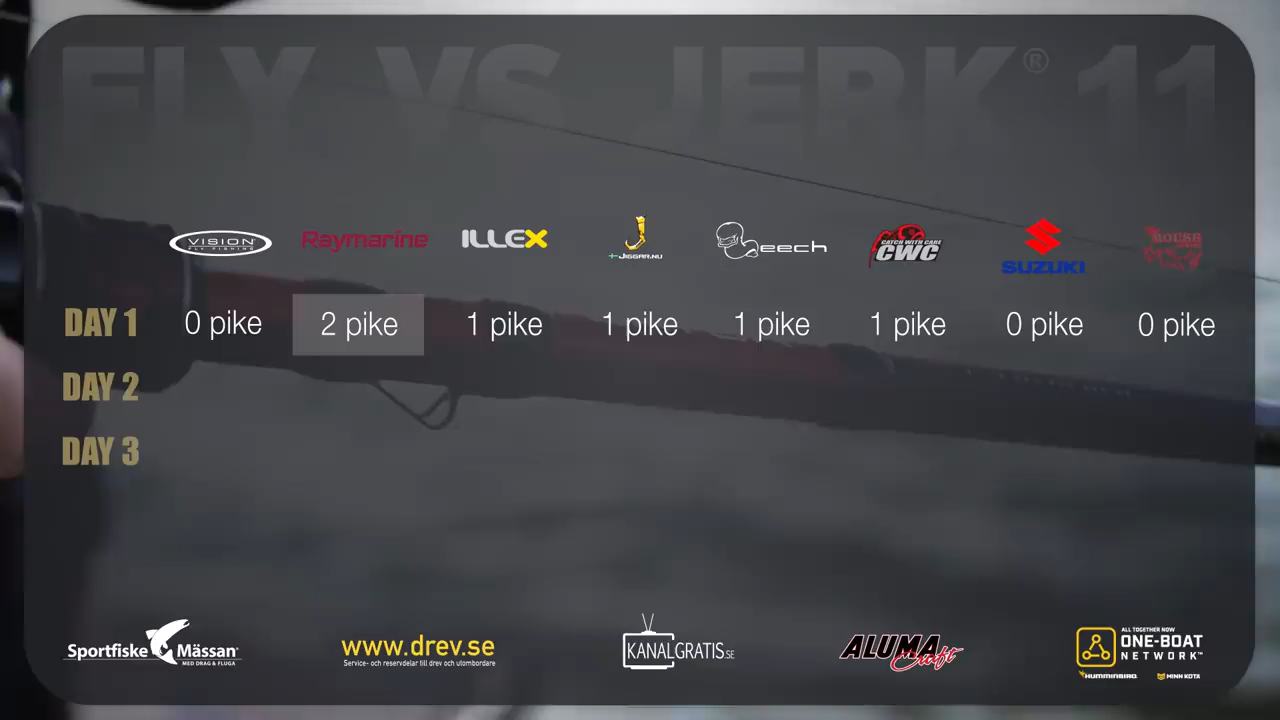 FLY VS JERK® 11
VISION
FLY FISHING
Raymarine
ILLEX
JIGGAR.NU
eech
CATCH WITH CARE
CWC
SUZUKI
MOUSE
DAY 1 0 pike 2 pike 1 pike 1 pike 1 pike 1 pike 0 pike 0 pike
DAY 2
DAY 3
Sportfiske Mässan
MED DRAG & FLUGA
www.drev.se
Service- och reservdelar till drev och utombordare
KANALGRATIS.SE
ALUMA
Craft
ALL TOGETHER NOW
ONE-BOAT
NETWORK™
HUMMINBIRD
MINN KOTA